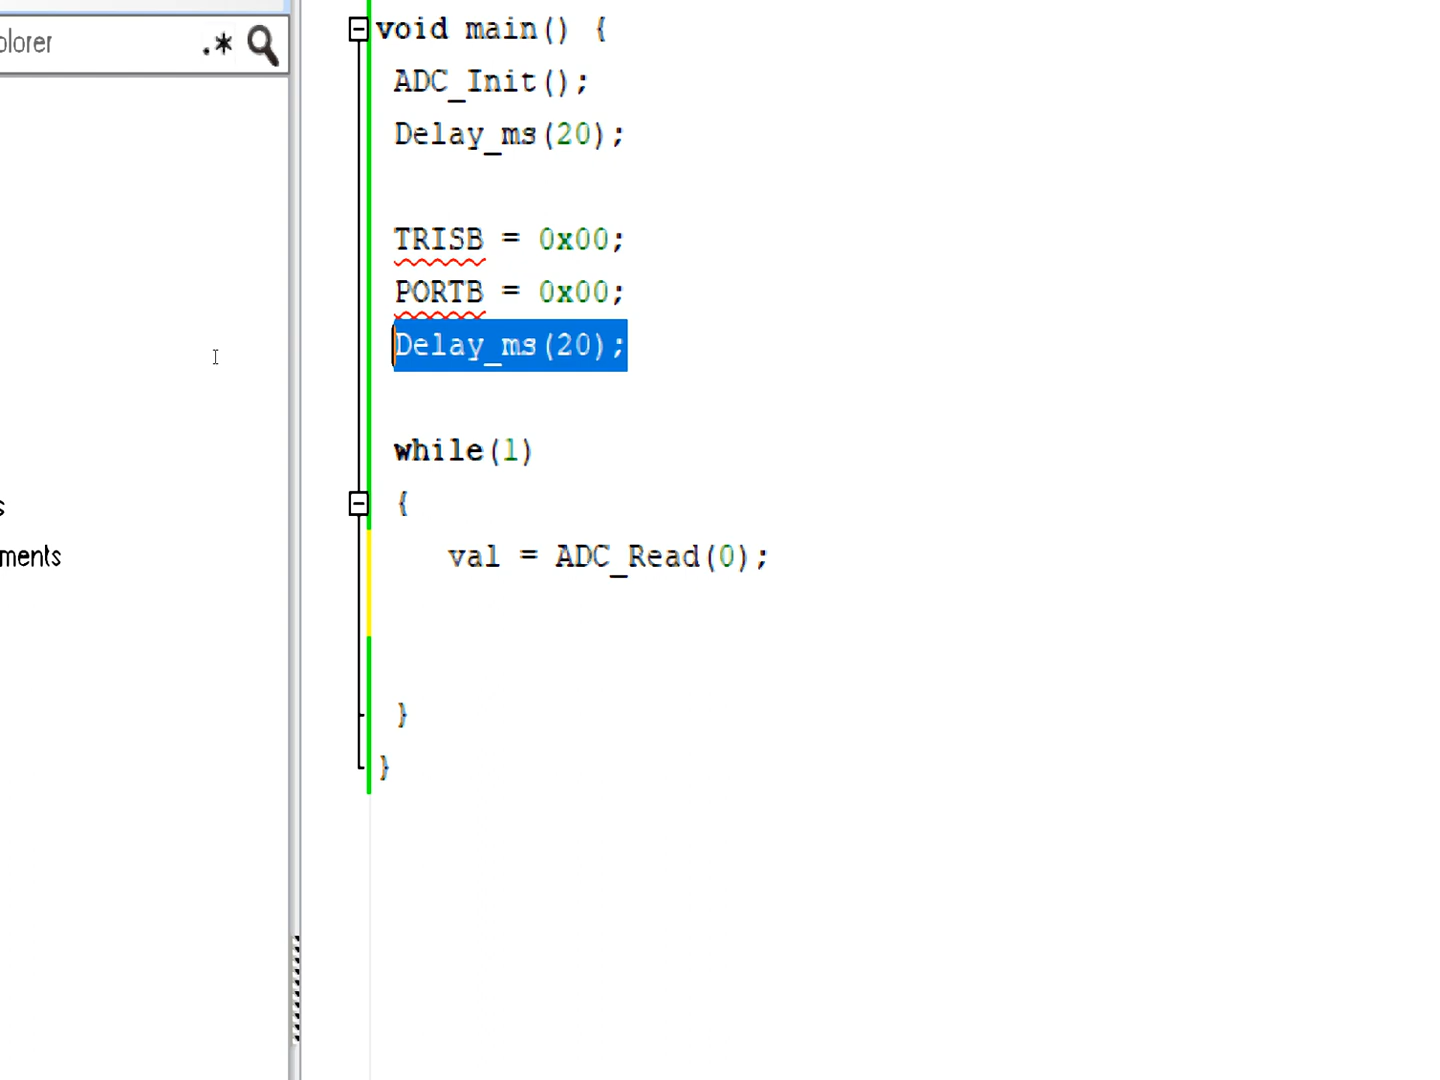 plorer
.*
void main() {
ADC_Init();
Delay_ms(20);
TRISB = 0x00;
PORTB = 0x00;
Delay_ms(20);
while(1)
{
s
val = ADC_Read(0);
ments
}
}